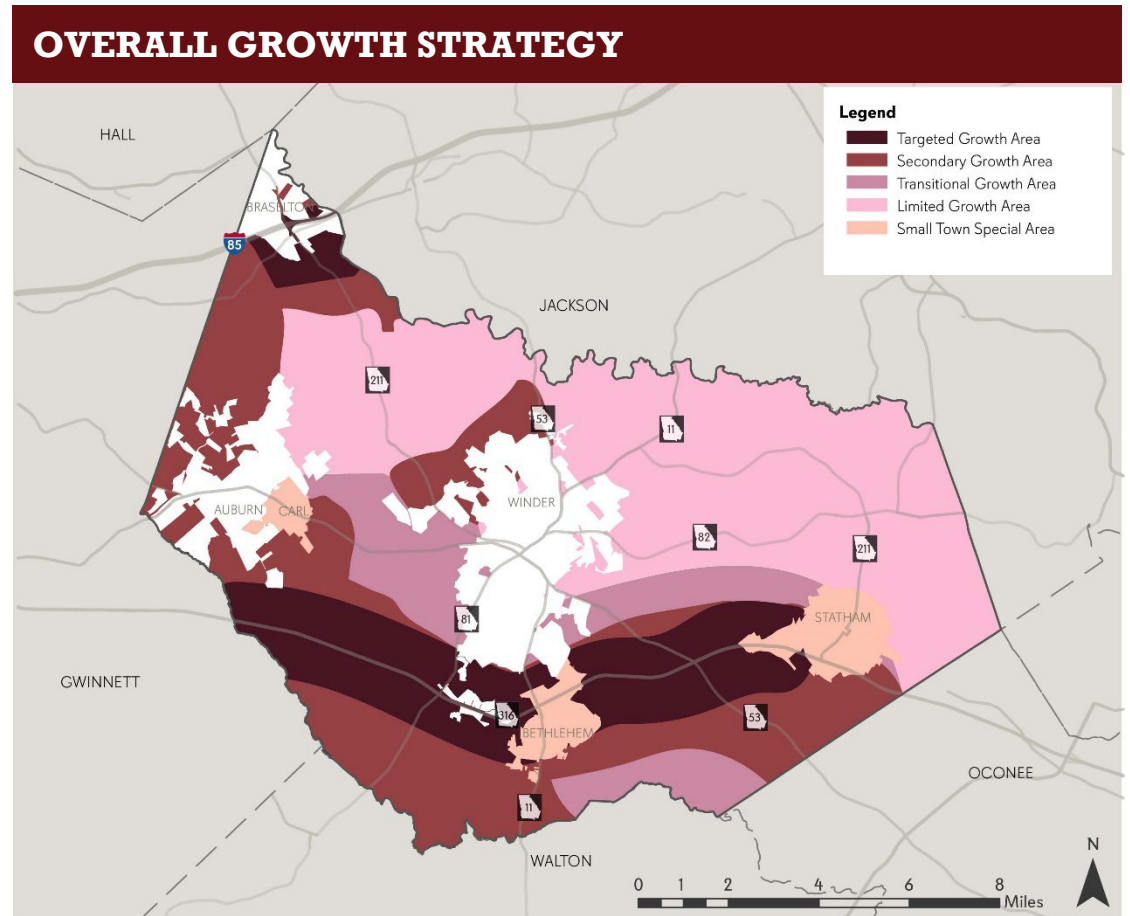 OVERALL GROWTH STRATEGY
Legend
Targeted Growth Area
Secondary Growth Area
Transitional Growth Area
Limited Growth Area
Small Town Special Area
HALL
BRASELTON
85
JACKSON
211
53
11
AUBURN
CARL
WINDER
82
211
81
STATHAM
GWINNETT
316
53
BETHLEHEM
OCONEE
11
WALTON
N
0 1 2 4 6 8
Miles